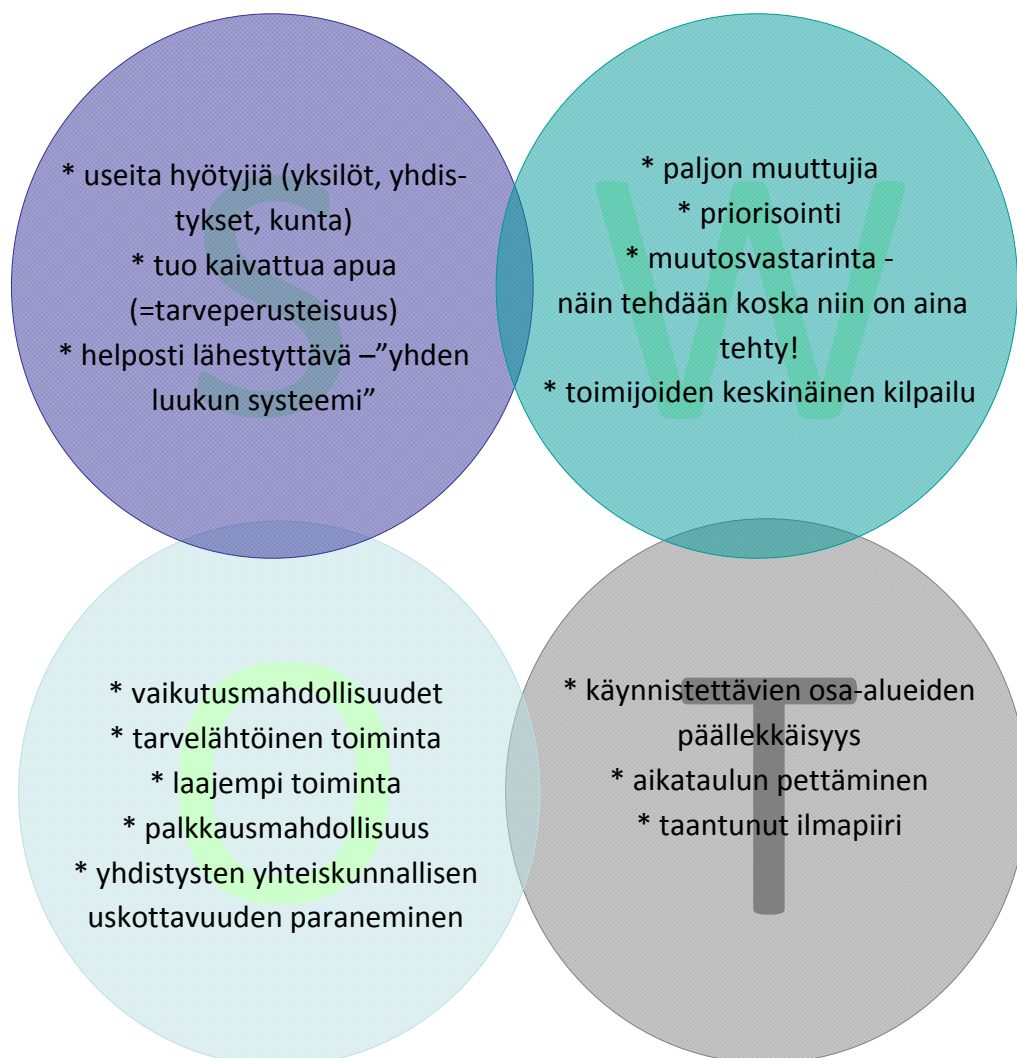 S
* useita hyötyjiä (yksilöt, yhdis-
tykset, kunta)
* tuo kaivattua apua
(=tarveperusteisuus)
* helposti lähestyttävä –”yhden
luukun systeemi”
W
* paljon muuttujia
* priorisointi
* muutosvastarinta -
näin tehdään koska niin on aina
tehty!
* toimijoiden keskinäinen kilpailu
O
* vaikutusmahdollisuudet
* tarvelähtöinen toiminta
* laajempi toiminta
* palkkausmahdollisuus
* yhdistysten yhteiskunnallisen
uskottavuuden paraneminen
T
* käynnistettävien osa-alueiden
päällekkäisyys
* aikataulun pettäminen
* taantunut ilmapiiri